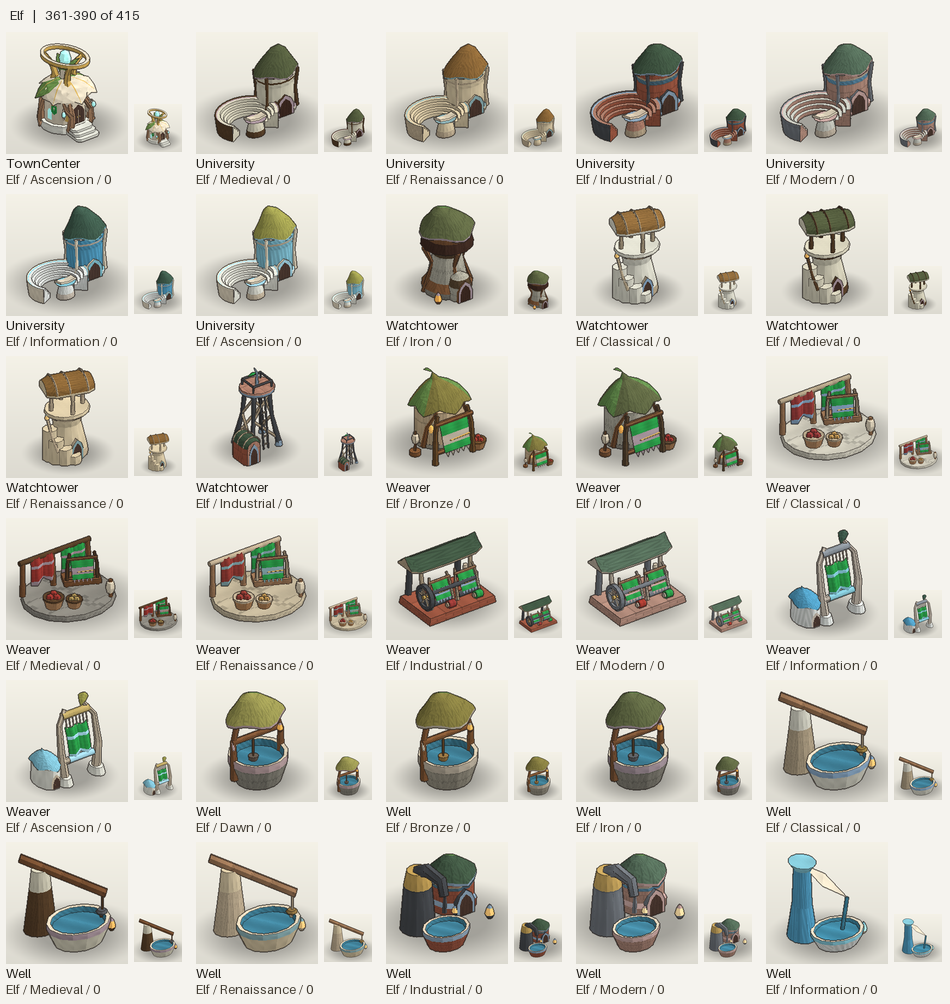 Elf | 361-390 of 415
TownCenter
Elf / Ascension / 0
University
Elf / Medieval / 0
University
Elf / Renaissance / 0
University
Elf / Industrial / 0
University
Elf / Modern / 0
University
Elf / Information / 0
University
Elf / Ascension / 0
Watchtower
Elf / Iron / 0
Watchtower
Elf / Classical / 0
Watchtower
Elf / Medieval / 0
Watchtower
Elf / Renaissance / 0
Watchtower
Elf / Industrial / 0
Weaver
Elf / Bronze / 0
Weaver
Elf / Iron / 0
Weaver
Elf / Classical / 0
Weaver
Elf / Medieval / 0
Weaver
Elf / Renaissance / 0
Weaver
Elf / Industrial / 0
Weaver
Elf / Modern / 0
Weaver
Elf / Information / 0
Weaver
Elf / Ascension / 0
Well
Elf / Dawn / 0
Well
Elf / Bronze / 0
Well
Elf / Iron / 0
Well
Elf / Classical / 0
Well
Elf / Medieval / 0
Well
Elf / Renaissance / 0
Well
Elf / Industrial / 0
Well
Elf / Modern / 0
Well
Elf / Information / 0